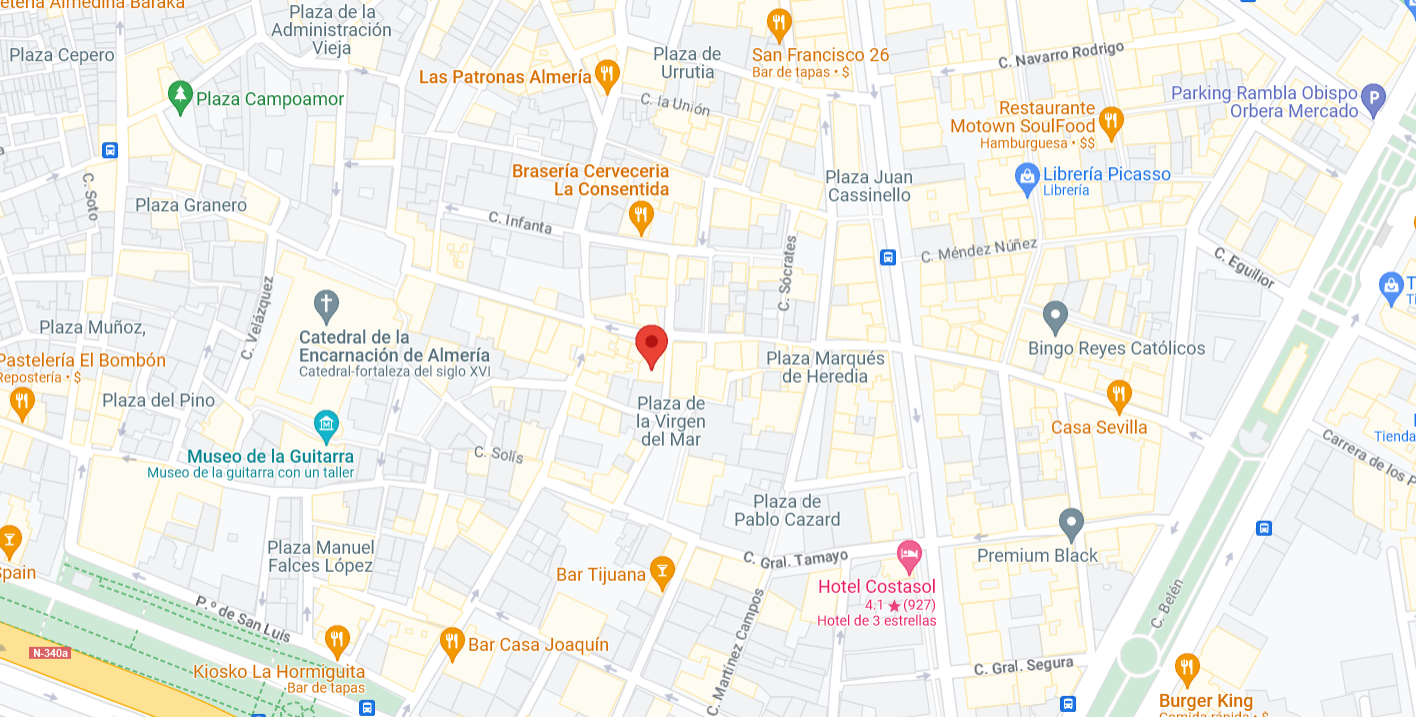 etería Almedina Baraka
Plaza de la
Administración
Vieja
Plaza Cepero
Plaza Campoamor
Las Patronas Almería
Plaza de
Urrutia
San Francisco 26
Bar de tapas • $
C. Navarro Rodrigo
C. la Unión
Restaurante
Motown SoulFood
Hamburguesa • $$
Parking Rambla Obispo
Orbera Mercado
P
Brasería Cerveceria
La Consentida
Plaza Juan
Cassinello
Librería Picasso
Librería
C. Soto
Plaza Granero
C. Infanta
C. Sócrates
C. Méndez Núñez
C. Eguilior
C. Velázquez
Plaza Muñoz,
Catedral de la
Encarnación de Almería
Catedral-fortaleza del siglo XVI
T
Bingo Reyes Católicos
Pastelería El Bombón
Repostería • $
Plaza Marqués
de Heredia
Plaza del Pino
Plaza de
la Virgen
del Mar
Casa Sevilla
Tienda
Carrera de los P
Museo de la Guitarra
Museo de la guitarra con un taller
C. Solís
Plaza de
Pablo Cazard
Plaza Manuel
Falces López
C. Gral. Tamayo
Premium Black
Spain
Bar Tijuana
Hotel Costasol
4.1 ★ (927)
Hotel de 3 estrellas
C. Belén
P.º de San Luis
C. Martínez Campos
N-340a
Kiosko La Hormiguita
Bar de tapas
Bar Casa Joaquín
C. Gral. Segura
Burger King
Comida rápida • $